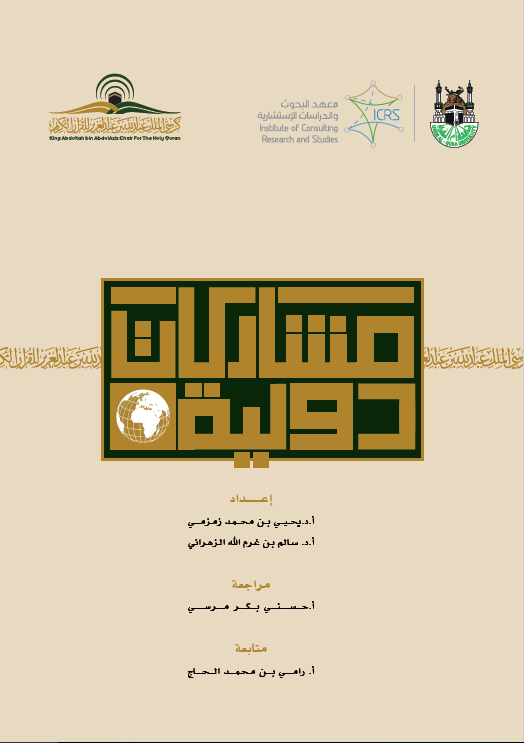 كرسي الملك عبدالله بن عبدالعزيز للقرآن الكريم
King Abdullah bin Abdulaziz Chair For The Holy Quran
معهد البحوث
والدراسات الإستشارية
Institute of Consulting
Research and Studies
ICRS
مشاركات
دولية
إعــــداد
أ.د.يحيى بن محمد زمزمي
أ.د. سالم بن غرم الله الزهراني
مراجعة
أ.حسني بكر مرسي
متابعة
أ. رامي بن محمد الحاج